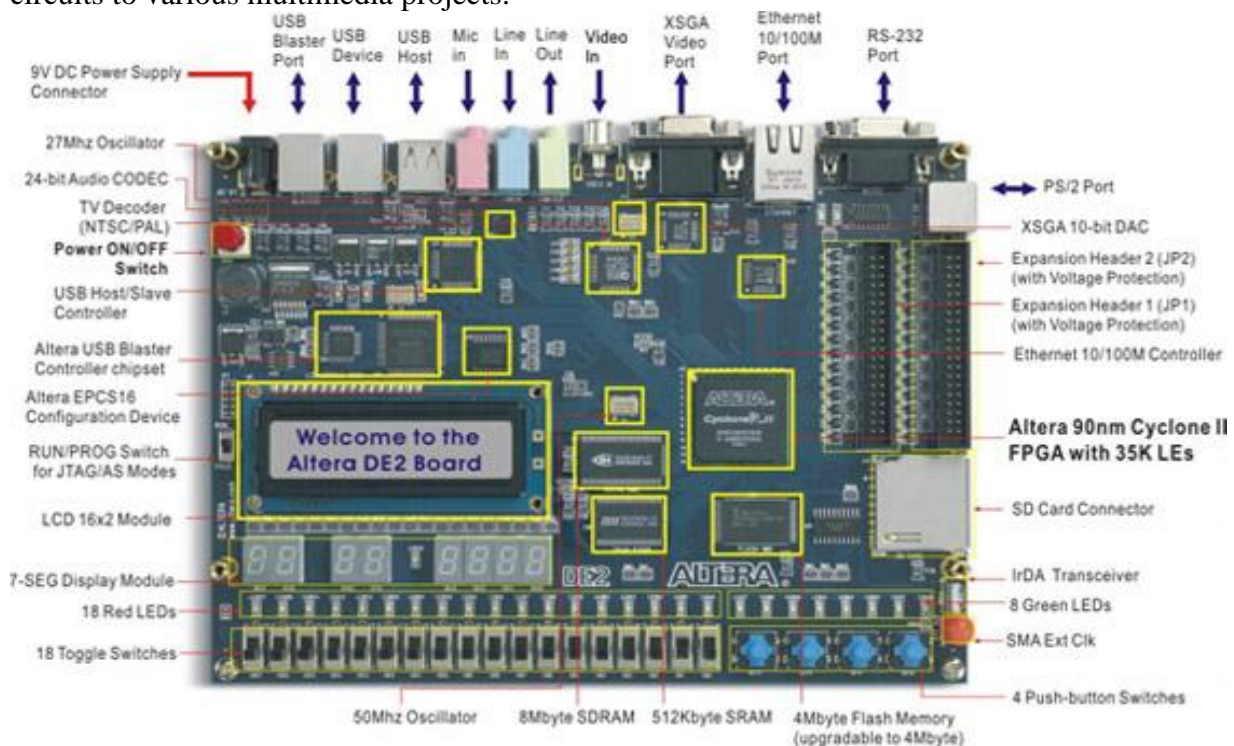 circuits to various multimedia projects.
USB
Blaster
Port
USB
Device
USB
Host
Mic
in
Line
In
Line
Out
Video
In
XSGA
Video
Port
Ethernet
10/100M
Port
RS-232
Port
9V DC Power Supply
Connector
27Mhz Oscillator
24-bit Audio CODEC
TV Decoder
(NTSC/PAL)
Power ON/OFF
Switch
USB Host/Slave
Controller
Altera USB Blaster
Controller chipset
Altera EPCS16
Configuration Device
RUN/PROG Switch
for JTAG/AS Modes
LCD 16x2 Module
7-SEG Display Module
18 Red LEDs
18 Toggle Switches
PS/2 Port
XSGA 10-bit DAC
Expansion Header 2 (JP2)
(with Voltage Protection)
Expansion Header 1 (JP1)
(with Voltage Protection)
Ethernet 10/100M Controller
Altera 90nm Cyclone II
FPGA with 35K LEs
SD Card Connector
IrDA Transceiver
8 Green LEDs
SMA Ext Clk
4 Push-button Switches
ALTERA
Cyclone II
Welcome to the
Altera DE2 Board
DE2 ALTERA
50Mhz Oscillator
8Mbyte SDRAM
512Kbyte SRAM
4Mbyte Flash Memory
(upgradable to 4Mbyte)